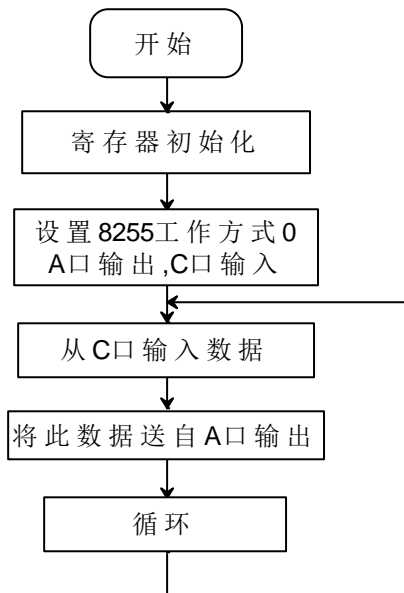 开始
寄存器初始化
设置8255工作方式0
A口输出,C口输入
从C口输入数据
将此数据送自A口输出
循环